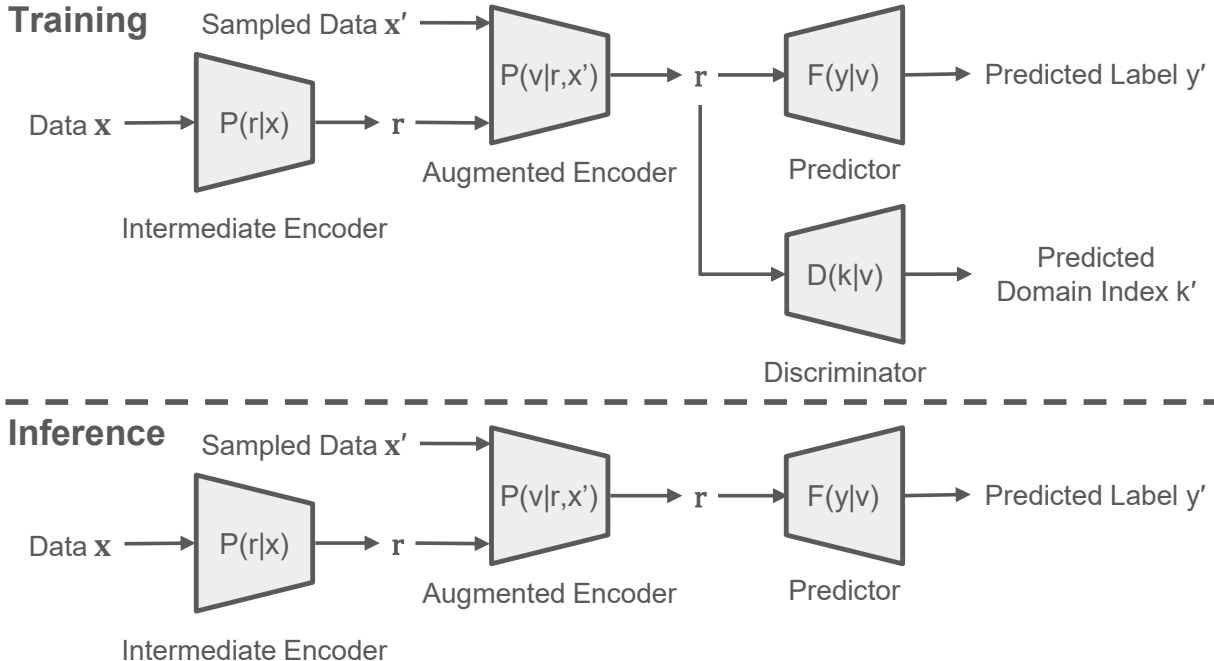 Training
Sampled Data x′
P(v|r,x’)
r
F(y|v)
Predicted Label y′
Data x
P(r|x)
r
Augmented Encoder
Predictor
Intermediate Encoder
D(k|v)
Predicted
Domain Index k′
Discriminator
Inference
Sampled Data x′
P(v|r,x’)
r
F(y|v)
Predicted Label y′
Data x
P(r|x)
r
Augmented Encoder
Predictor
Intermediate Encoder